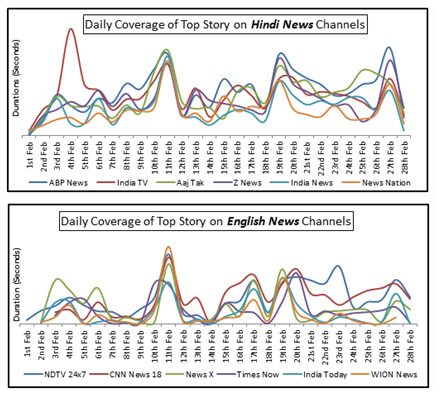 Daily Coverage of Top Story on Hindi News Channels
Durations (Seconds)
1st Feb 2nd Feb 3rd Feb 4th Feb 5th Feb 6th Feb 7th Feb 8th Feb 9th Feb 10th Feb 11th Feb 12th Feb 13th Feb 14th Feb 15th Feb 16th Feb 17th Feb 18th Feb 19th Feb 20th Feb 21st Feb 22nd Feb 23rd Feb 24th Feb 25th Feb 26th Feb 27th Feb 28th Feb
ABP News India TV Aaj Tak Z News India News News Nation
Daily Coverage of Top Story on English News Channels
Duration (Seconds)
1st Feb 2nd Feb 3rd Feb 4th Feb 5th Feb 6th Feb 7th Feb 8th Feb 9th Feb 10th Feb 11th Feb 12th Feb 13th Feb 14th Feb 15th Feb 16th Feb 17th Feb 18th Feb 19th Feb 20th Feb 21st Feb 22nd Feb 23rd Feb 24th Feb 25th Feb 26th Feb 27th Feb 28th Feb
NDTV 24x7 CNN News 18 News X Times Now India Today WION News